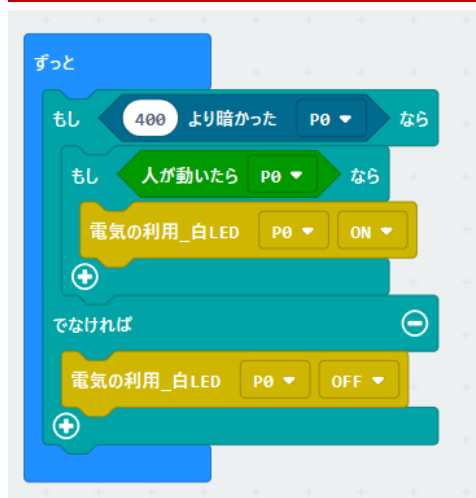 ずっと
もし 400 より暗かった P0 なら
もし 人が動いたら P0 なら
電気の利用_白LED P0 ON
でなければ
電気の利用_白LED P0 OFF